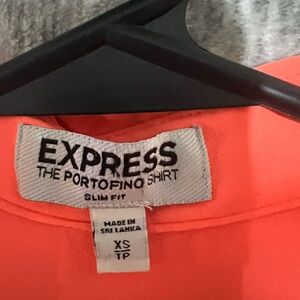 EXPRESS
THE PORTOFINO SHIRT
SLIM FIT
MADE IN
SRI LANKA
XS
TP